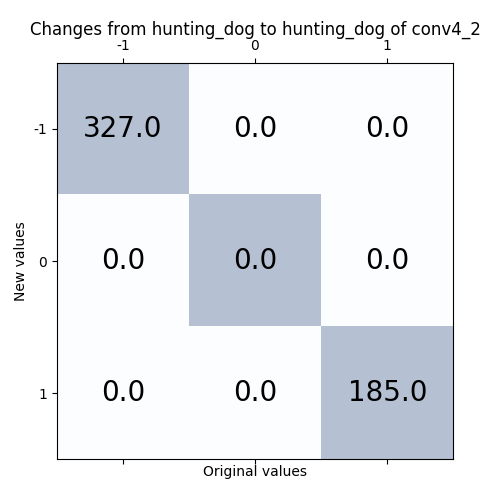 Changes from hunting_dog to hunting_dog of conv4_2
-1 0 1
-1 327.0 0.0 0.0
0 0.0 0.0 0.0
1 0.0 0.0 185.0
New values
Original values